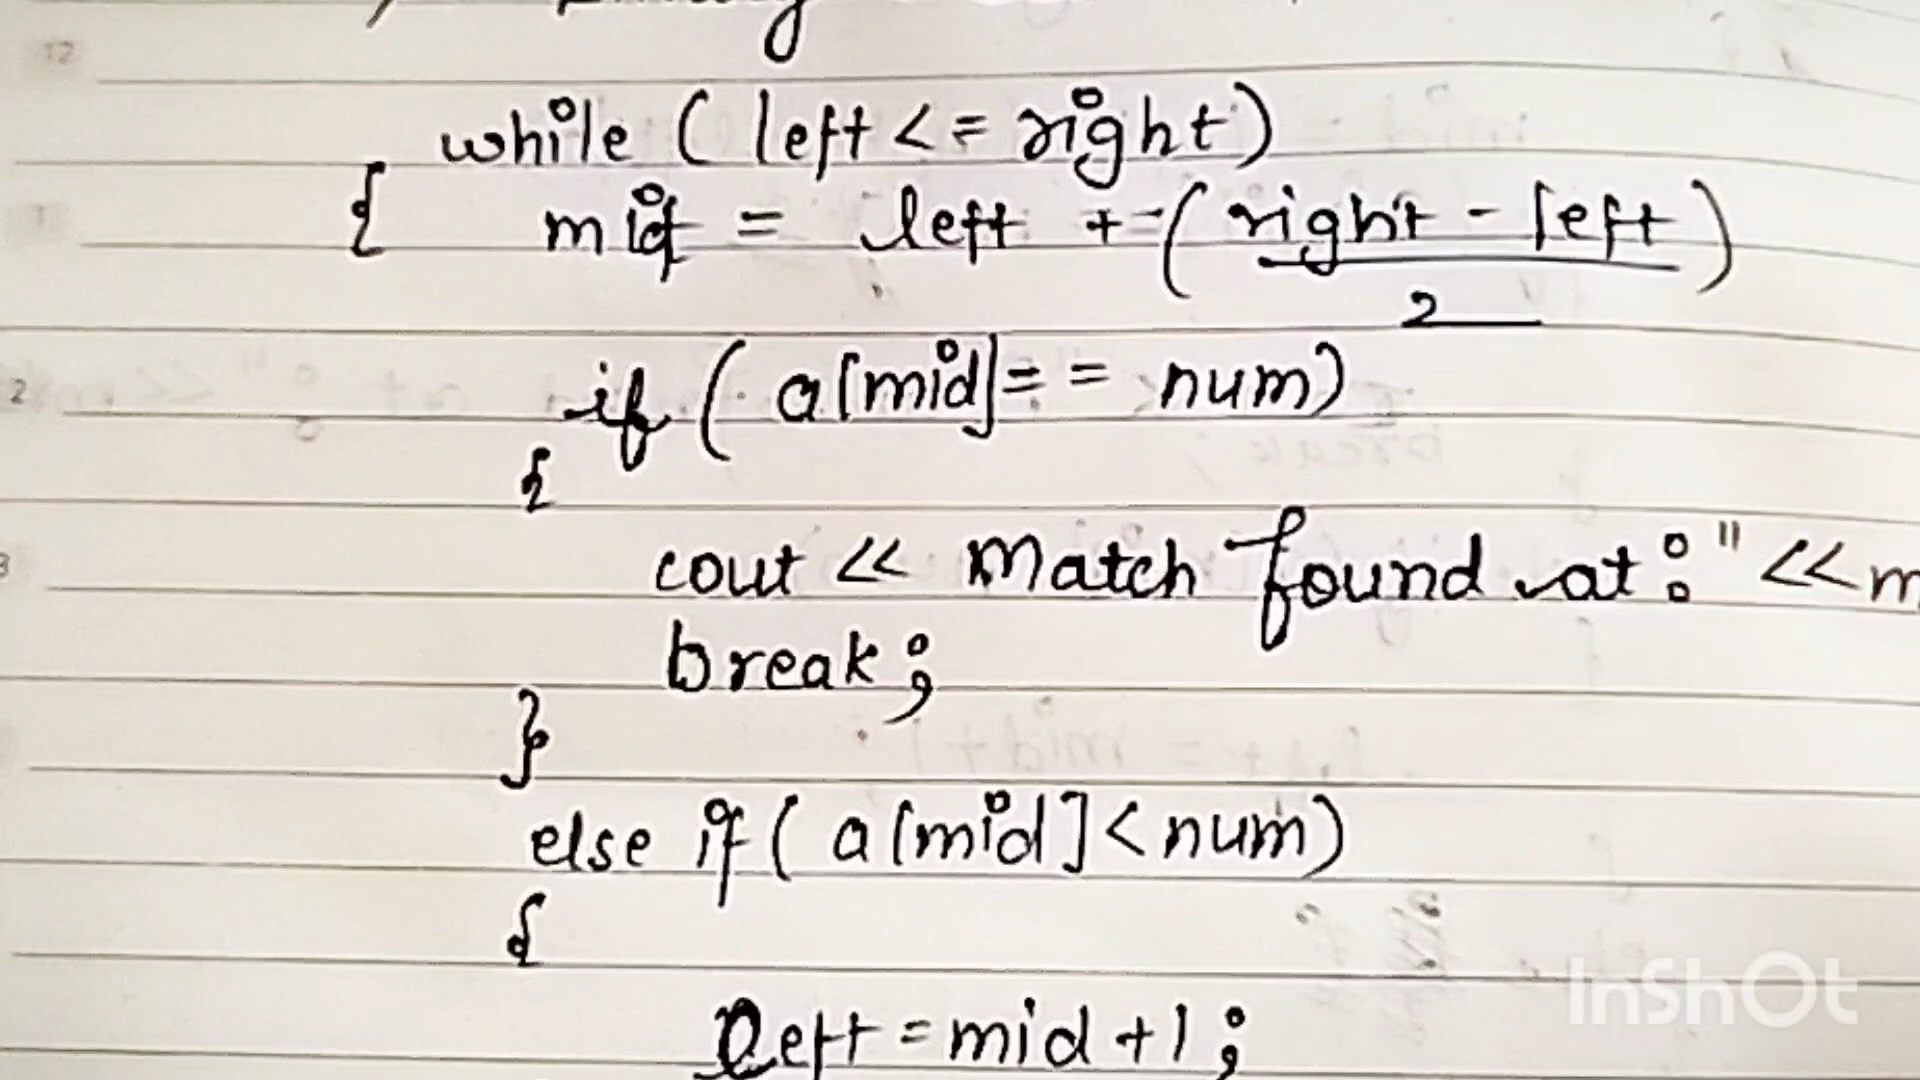 while ( left <= right)
{ mid = left + ( right - left )
2
if ( a[mid] = = num)
{
cout << Match found at : " << m
break ;
}
else if ( a[mid] < num)
{
left = mid + 1 ;
InShOt